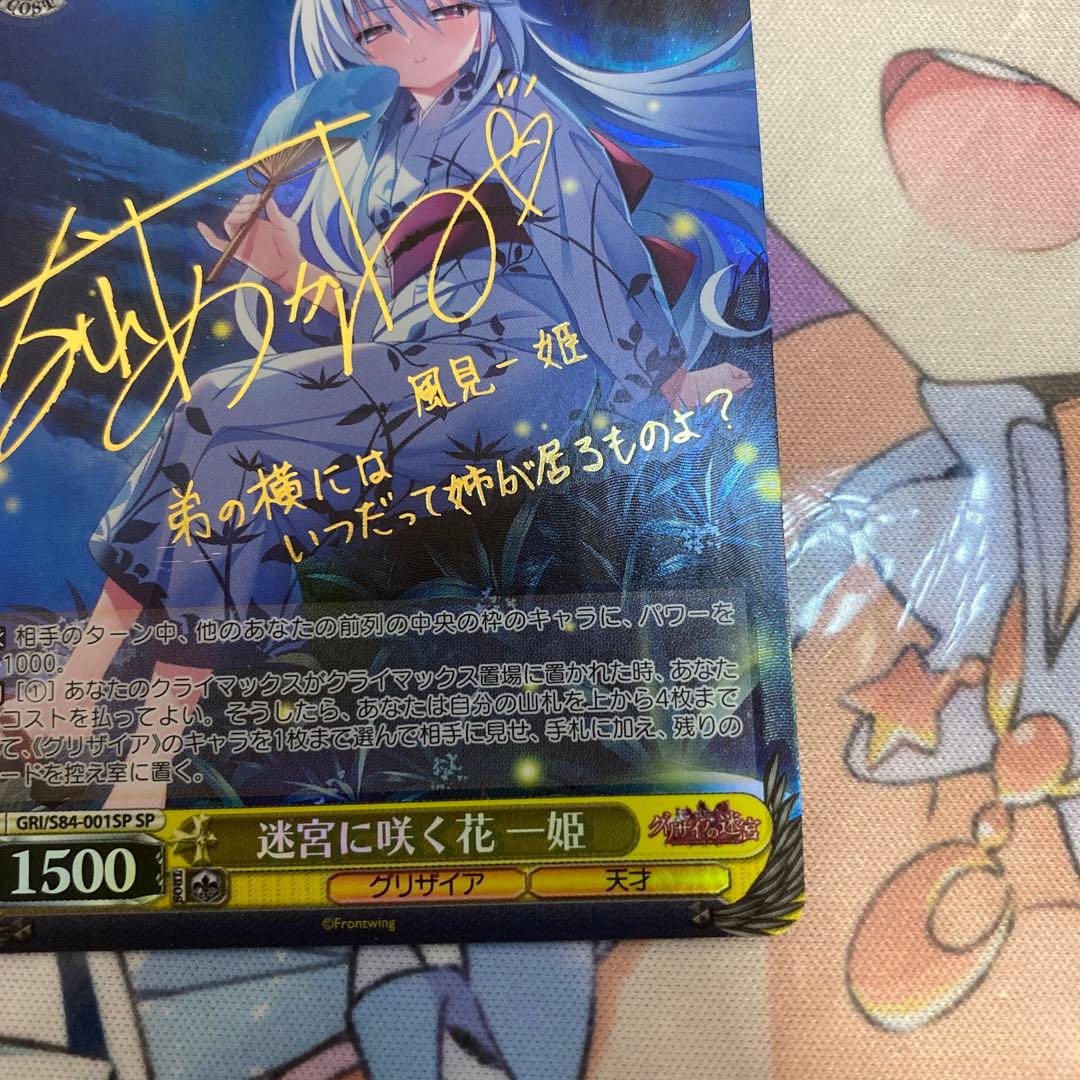 COST
風見一姫
弟の横には
いつだって姉が居るものよ？
相手のターン中、他のあなたの前列の中央の枠のキャラに、パワーを
1000。
[①] あなたのクライマックスがクライマックス置場に置かれた時、あなた
コストを払ってよい。そうしたら、あなたは自分の山札を上から4枚まで
て、《グリザイア》のキャラを1枚まで選んで相手に見せ、手札に加え、残りの
ードを控え室に置く。
GRI/S84-001SP SP
迷宮に咲く花 一姫
グリザイアの迷宮
1500
SOUL
グリザイア
天才
©Frontwing